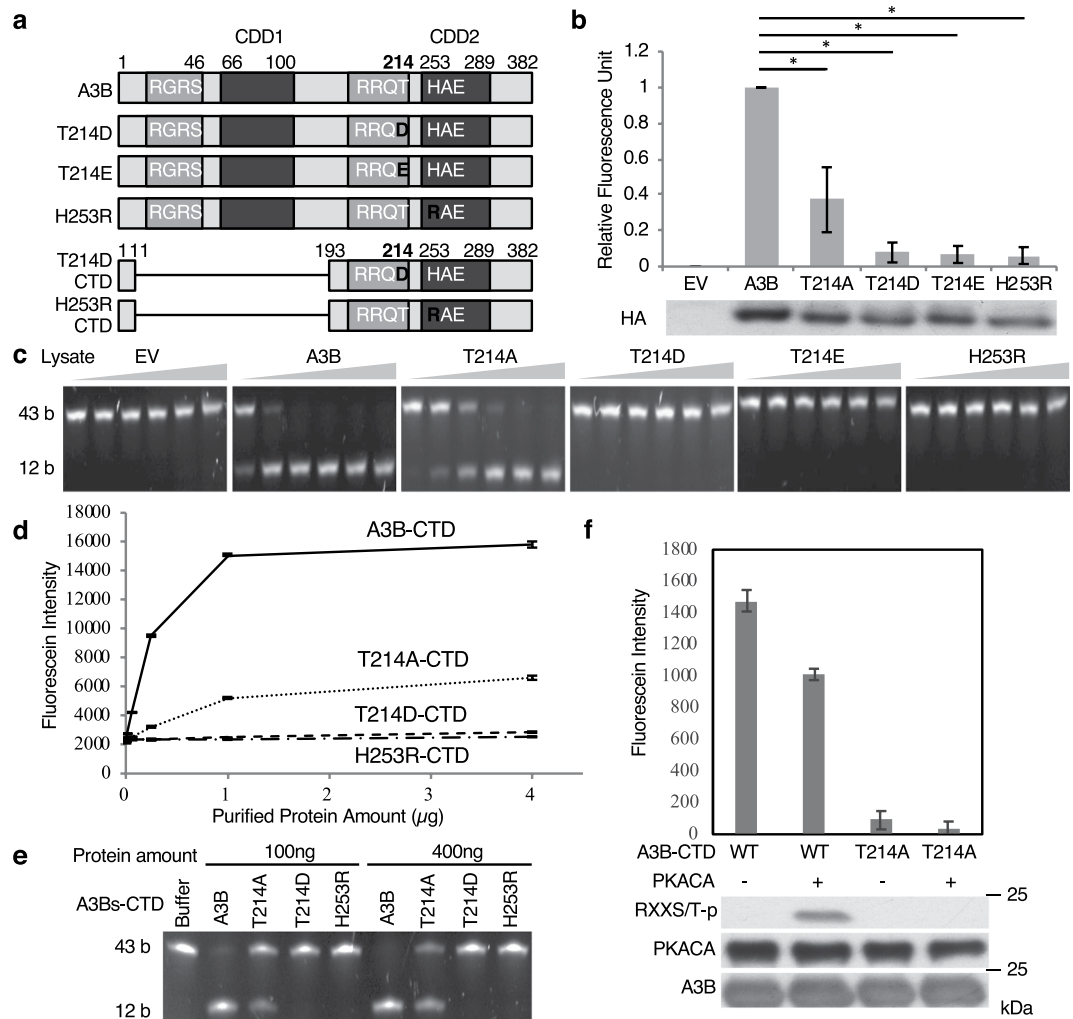 a
CDD1 CDD2
1 46 66 100 214 253 289 382
A3B RGRS RRQT HAE
T214D RGRS RRQD HAE
T214E RGRS RRQE HAE
H253R RGRS RRQT RAE
111 193 214 253 289 382
T214D CTD RRQD HAE
H253R CTD RRQT RAE
b
* * * *
Relative Fluorescence Unit
1.2
1
0.8
0.6
0.4
0.2
0
EV A3B T214A T214D T214E H253R
HA
c
Lysate EV A3B T214A T214D T214E H253R
43 b
12 b
d
Fluorescein Intensity
18000
16000
14000
12000
10000
8000
6000
4000
2000
0
A3B-CTD
T214A-CTD
T214D-CTD
H253R-CTD
0 1 2 3 4
Purified Protein Amount (µg)
e
Protein amount 100ng 400ng
A3Bs-CTD Buffer A3B T214A T214D H253R A3B T214A T214D H253R
43 b
12 b
f
Fluorescein Intensity
1800
1600
1400
1200
1000
800
600
400
200
0
A3B-CTD WT WT T214A T214A
PKACA - + - +
25
RXXS/T-p
PKACA
25
A3B
kDa